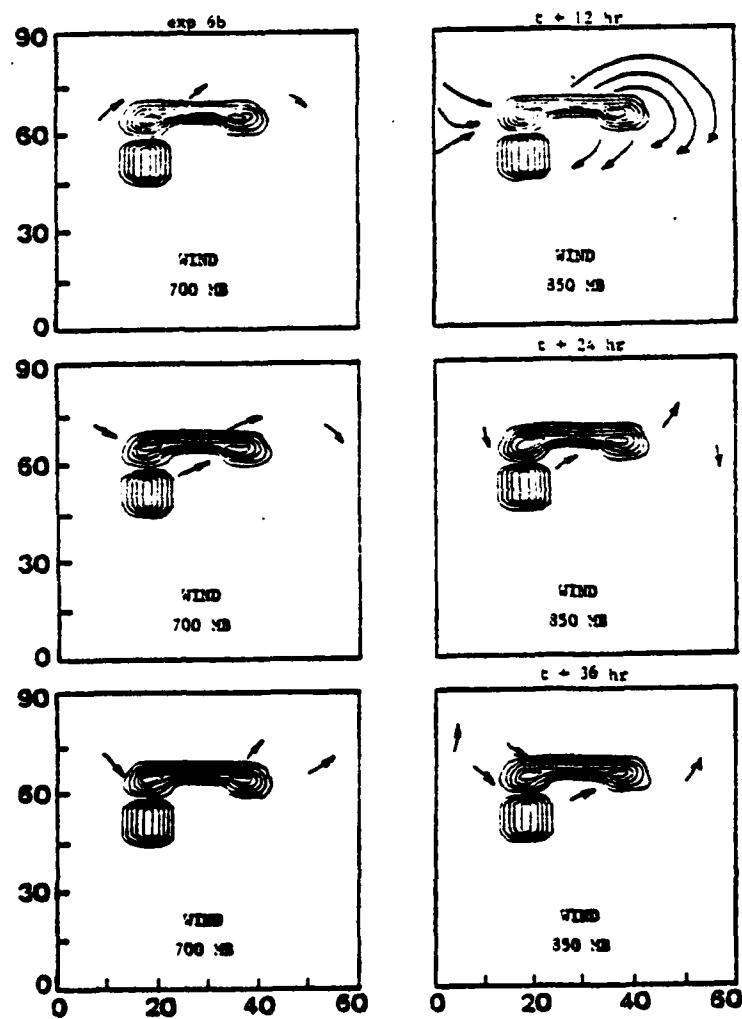 exp 6b
t + 12 hr
90
60
30
0
WIND
700 MB
WIND
850 MB
t + 24 hr
90
60
30
0
WIND
700 MB
WIND
850 MB
t + 36 hr
90
60
30
0
WIND
700 MB
WIND
850 MB
0 20 40 60
0 20 40 60